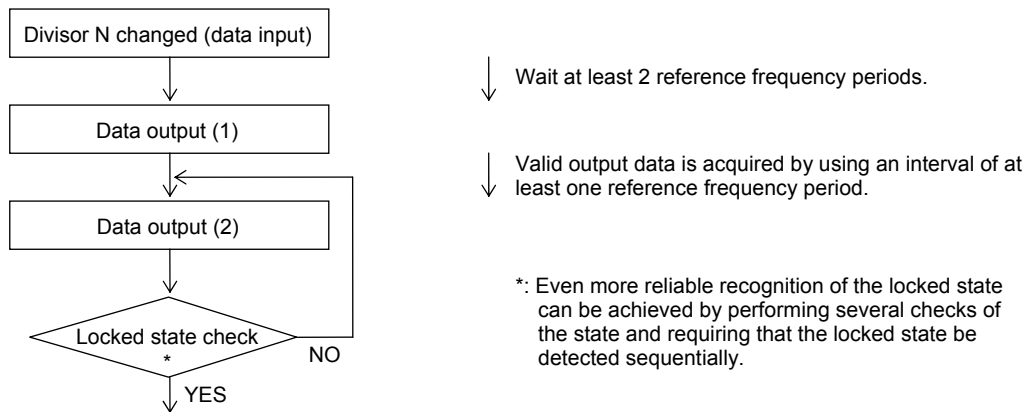 Divisor N changed (data input)
Wait at least 2 reference frequency periods.
Data output (1)
Valid output data is acquired by using an interval of at
least one reference frequency period.
Data output (2)
*: Even more reliable recognition of the locked state
can be achieved by performing several checks of
the state and requiring that the locked state be
detected sequentially.
Locked state check
*
NO
YES